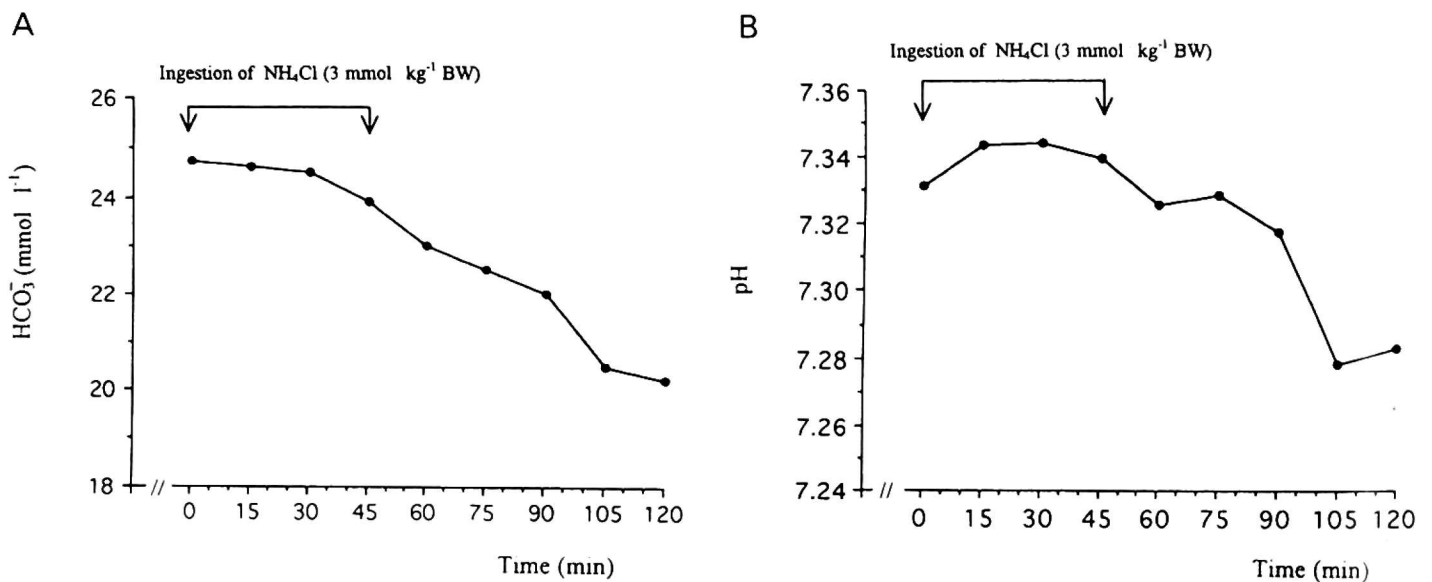 A
Ingestion of NH₄Cl (3 mmol kg⁻¹ BW)
26
24
22
20
18
HCO₃⁻ (mmol l⁻¹)
0 15 30 45 60 75 90 105 120
Time (min)
B
Ingestion of NH₄Cl (3 mmol kg⁻¹ BW)
7.36
7.34
7.32
7.30
7.28
7.26
7.24
pH
0 15 30 45 60 75 90 105 120
Time (min)